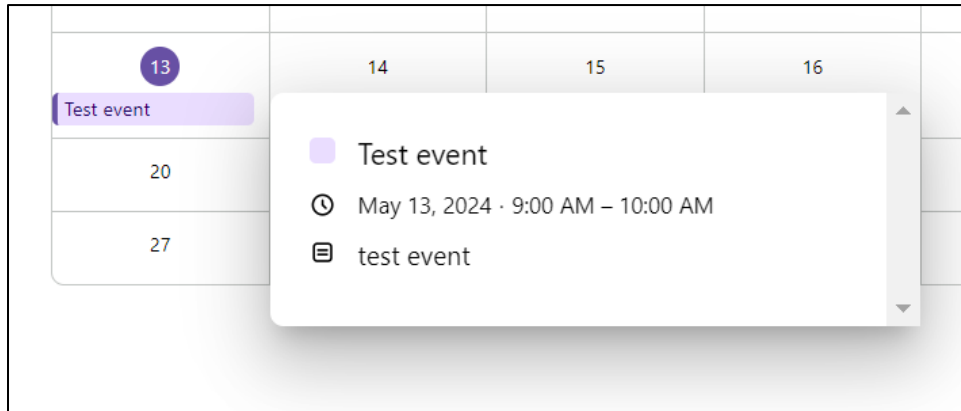 13
14
15
16
Test event
20
27
Test event
May 13, 2024 · 9:00 AM – 10:00 AM
test event